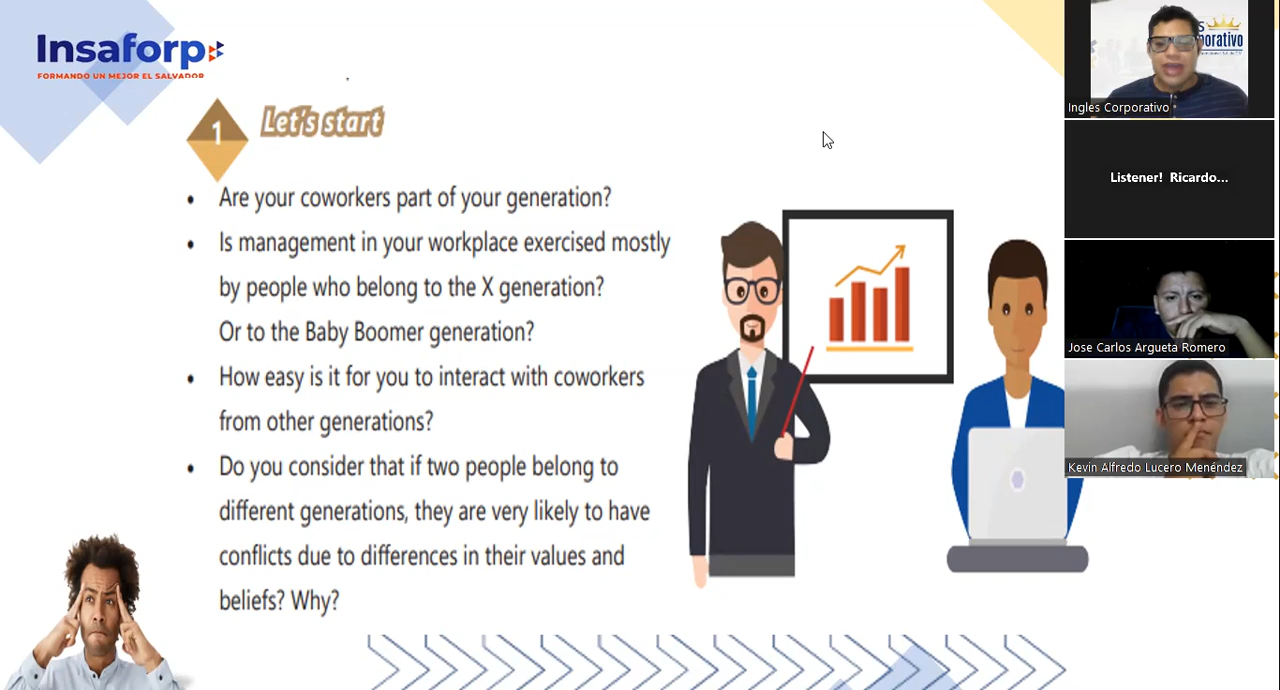 Insaforp
FORMANDO UN MEJOR EL SALVADOR
1
Let's start
• Are your coworkers part of your generation?
• Is management in your workplace exercised mostly
by people who belong to the X generation?
Or to the Baby Boomer generation?
• How easy is it for you to interact with coworkers
from other generations?
• Do you consider that if two people belong to
different generations, they are very likely to have
conflicts due to differences in their values and
beliefs? Why?
Ingles Corporativo
Listener! Ricardo...
Jose Carlos Argueta Romero
Kevin Alfredo Lucero Menéndez